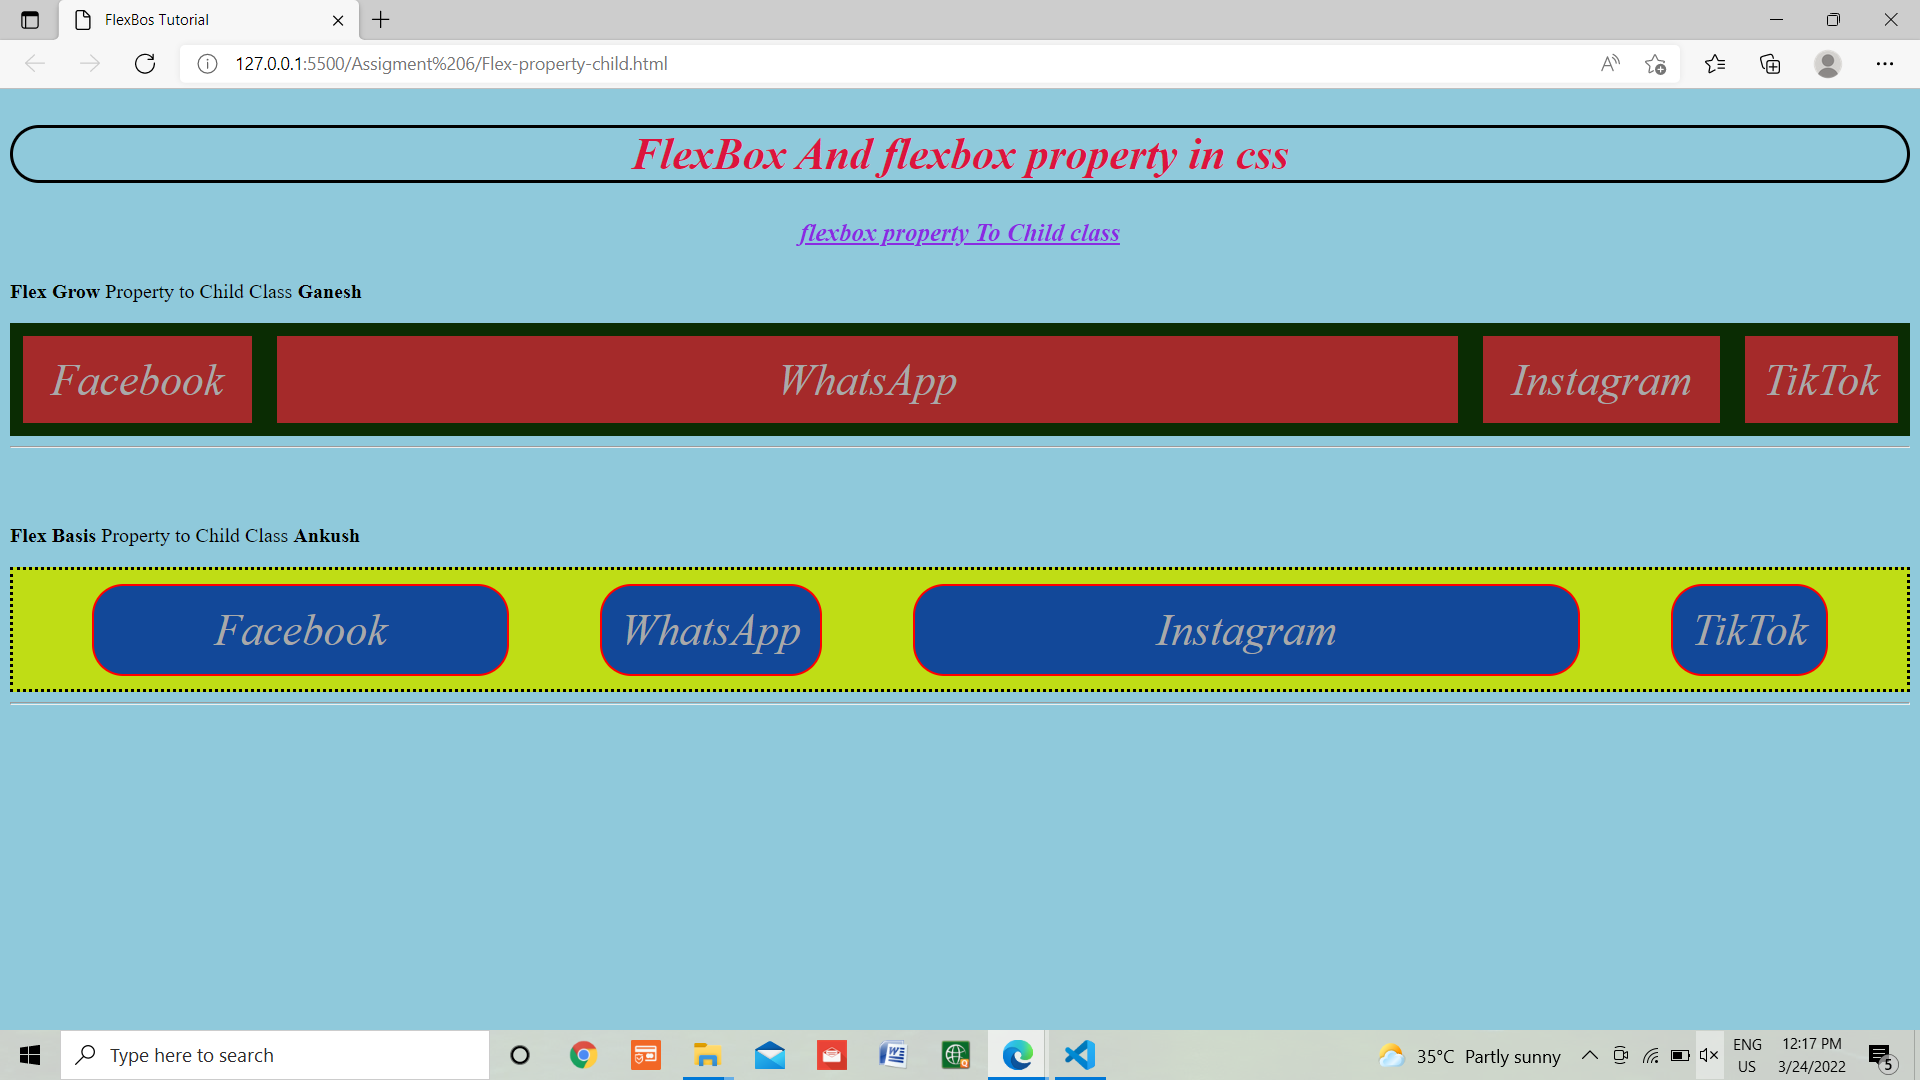 FlexBos Tutorial
127.0.0.1:5500/Assigment%206/Flex-property-child.html
FlexBox And flexbox property in css
flexbox property To Child class
Flex Grow Property to Child Class Ganesh
Facebook WhatsApp Instagram TikTok
Flex Basis Property to Child Class Ankush
Facebook WhatsApp Instagram TikTok
Type here to search
35°C Partly sunny
ENG
US
12:17 PM
3/24/2022
5